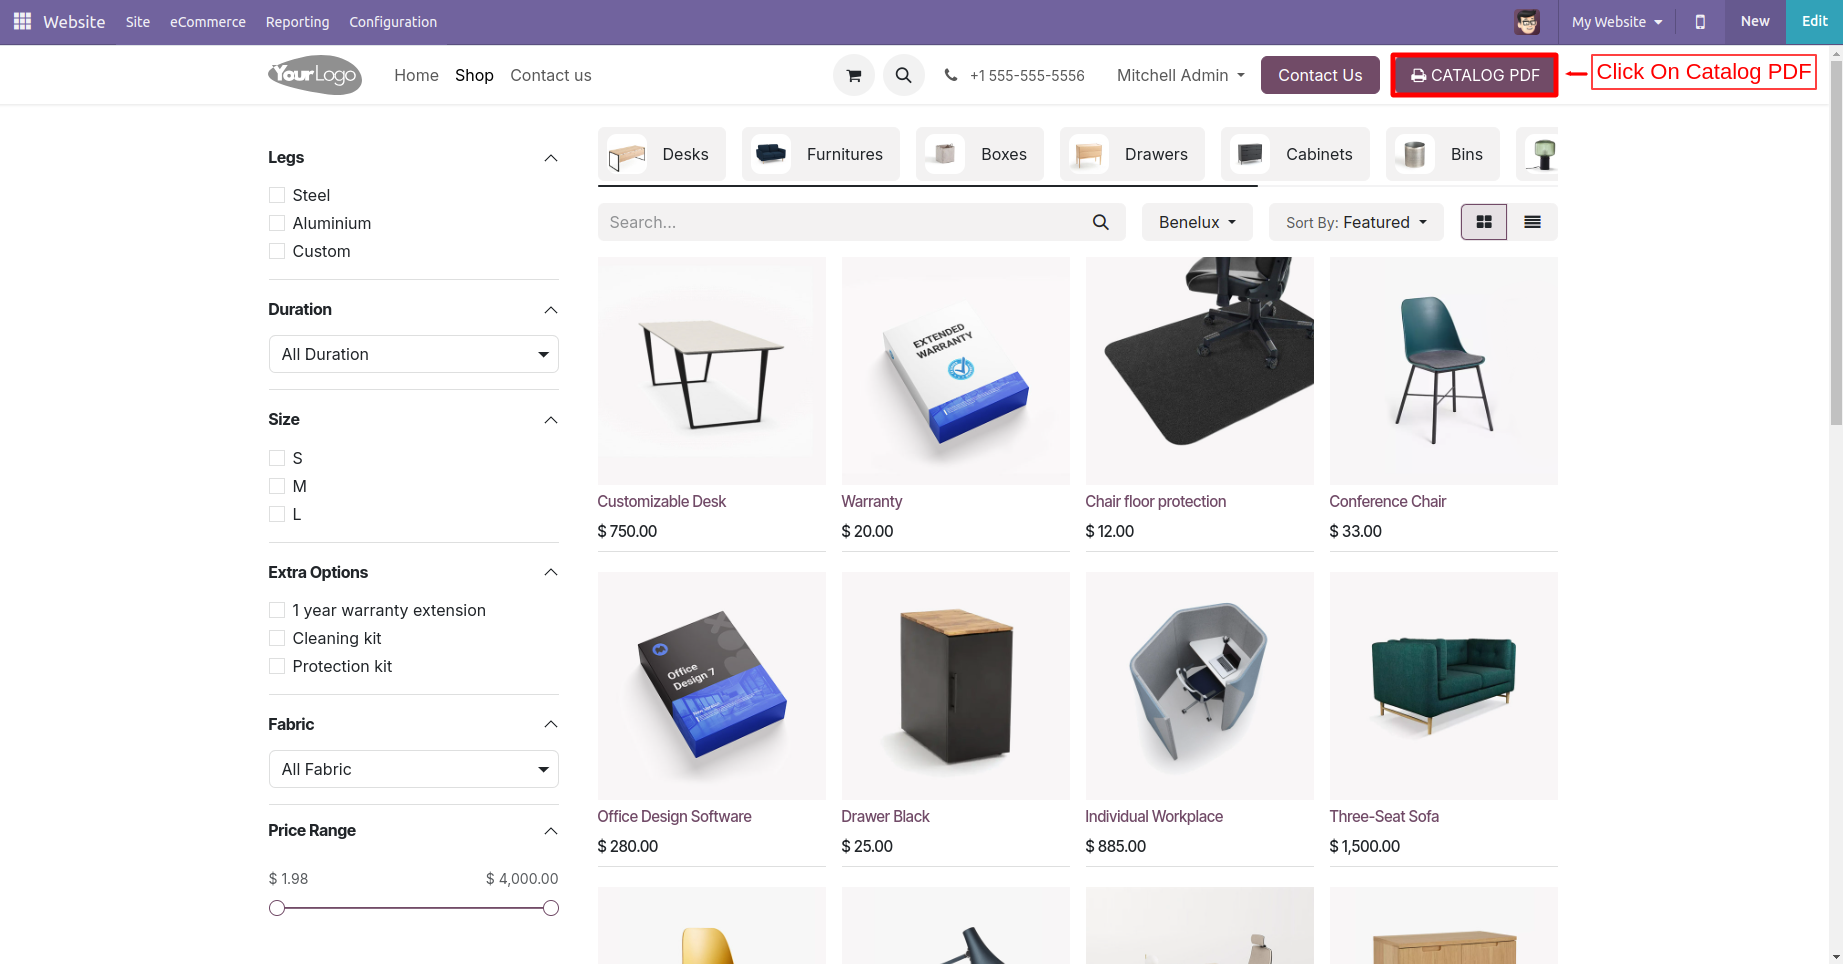 Website Site eCommerce Reporting Configuration My Website New Edit
YourLogo Home Shop Contact us +1 555-555-5556 Mitchell Admin Contact Us CATALOG PDF Click On Catalog PDF
Desks Furnitures Boxes Drawers Cabinets Bins
Search... Benelux Sort By: Featured
Legs
Steel
Aluminium
Custom
Duration
All Duration
Size
S
M
L
Extra Options
1 year warranty extension
Cleaning kit
Protection kit
Fabric
All Fabric
Price Range
$ 1.98 $ 4,000.00
EXTENDED
WARRANTY
Customizable Desk Warranty Chair floor protection Conference Chair
$ 750.00 $ 20.00 $ 12.00 $ 33.00
Office
Design 7
Office Design Software Drawer Black Individual Workplace Three-Seat Sofa
$ 280.00 $ 25.00 $ 885.00 $ 1,500.00